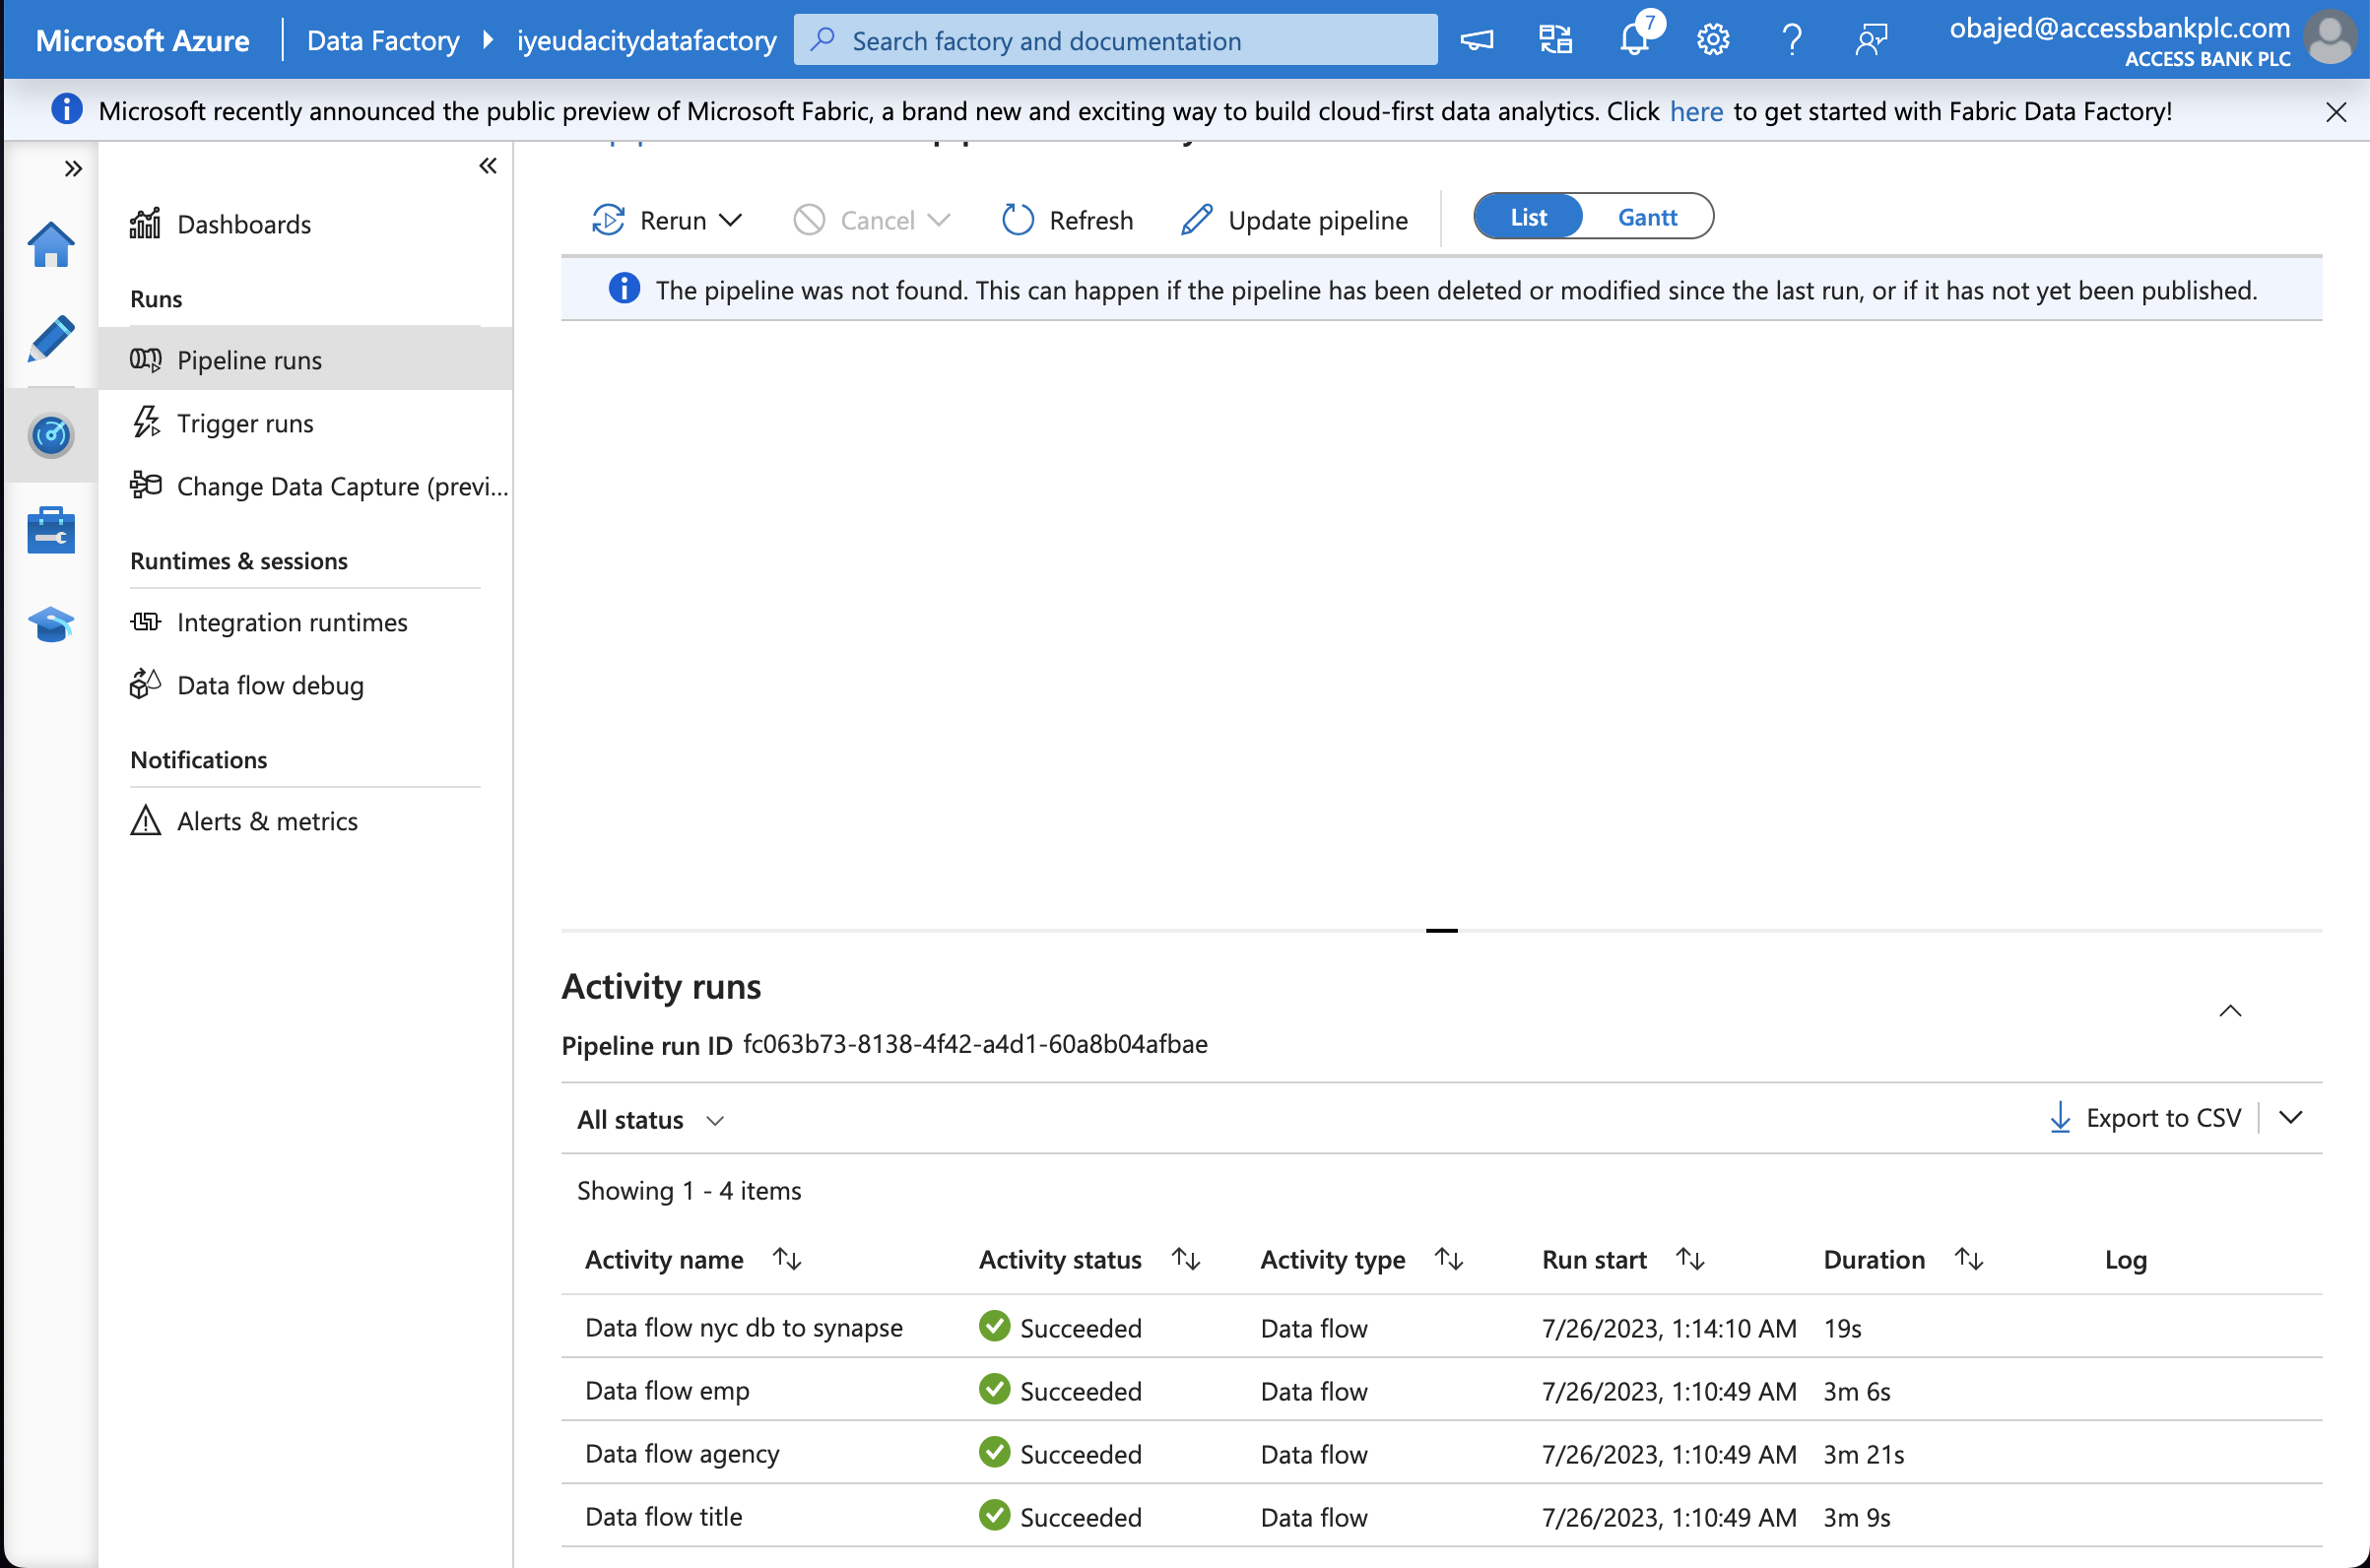 Microsoft Azure
Data Factory
iyeudacitydatafactory
Search factory and documentation
7
obajed@accessbankplc.com
ACCESS BANK PLC
Microsoft recently announced the public preview of Microsoft Fabric, a brand new and exciting way to build cloud-first data analytics. Click here to get started with Fabric Data Factory!
Dashboards
Runs
Pipeline runs
Trigger runs
Change Data Capture (previ...
Runtimes & sessions
Integration runtimes
Data flow debug
Notifications
Alerts & metrics
Rerun
Cancel
Refresh
Update pipeline
List
Gantt
The pipeline was not found. This can happen if the pipeline has been deleted or modified since the last run, or if it has not yet been published.
Activity runs
Pipeline run ID fc063b73-8138-4f42-a4d1-60a8b04afbae
All status
Export to CSV
Showing 1 - 4 items
Activity name Activity status Activity type Run start Duration Log
Data flow nyc db to synapse Succeeded Data flow 7/26/2023, 1:14:10 AM 19s
Data flow emp Succeeded Data flow 7/26/2023, 1:10:49 AM 3m 6s
Data flow agency Succeeded Data flow 7/26/2023, 1:10:49 AM 3m 21s
Data flow title Succeeded Data flow 7/26/2023, 1:10:49 AM 3m 9s